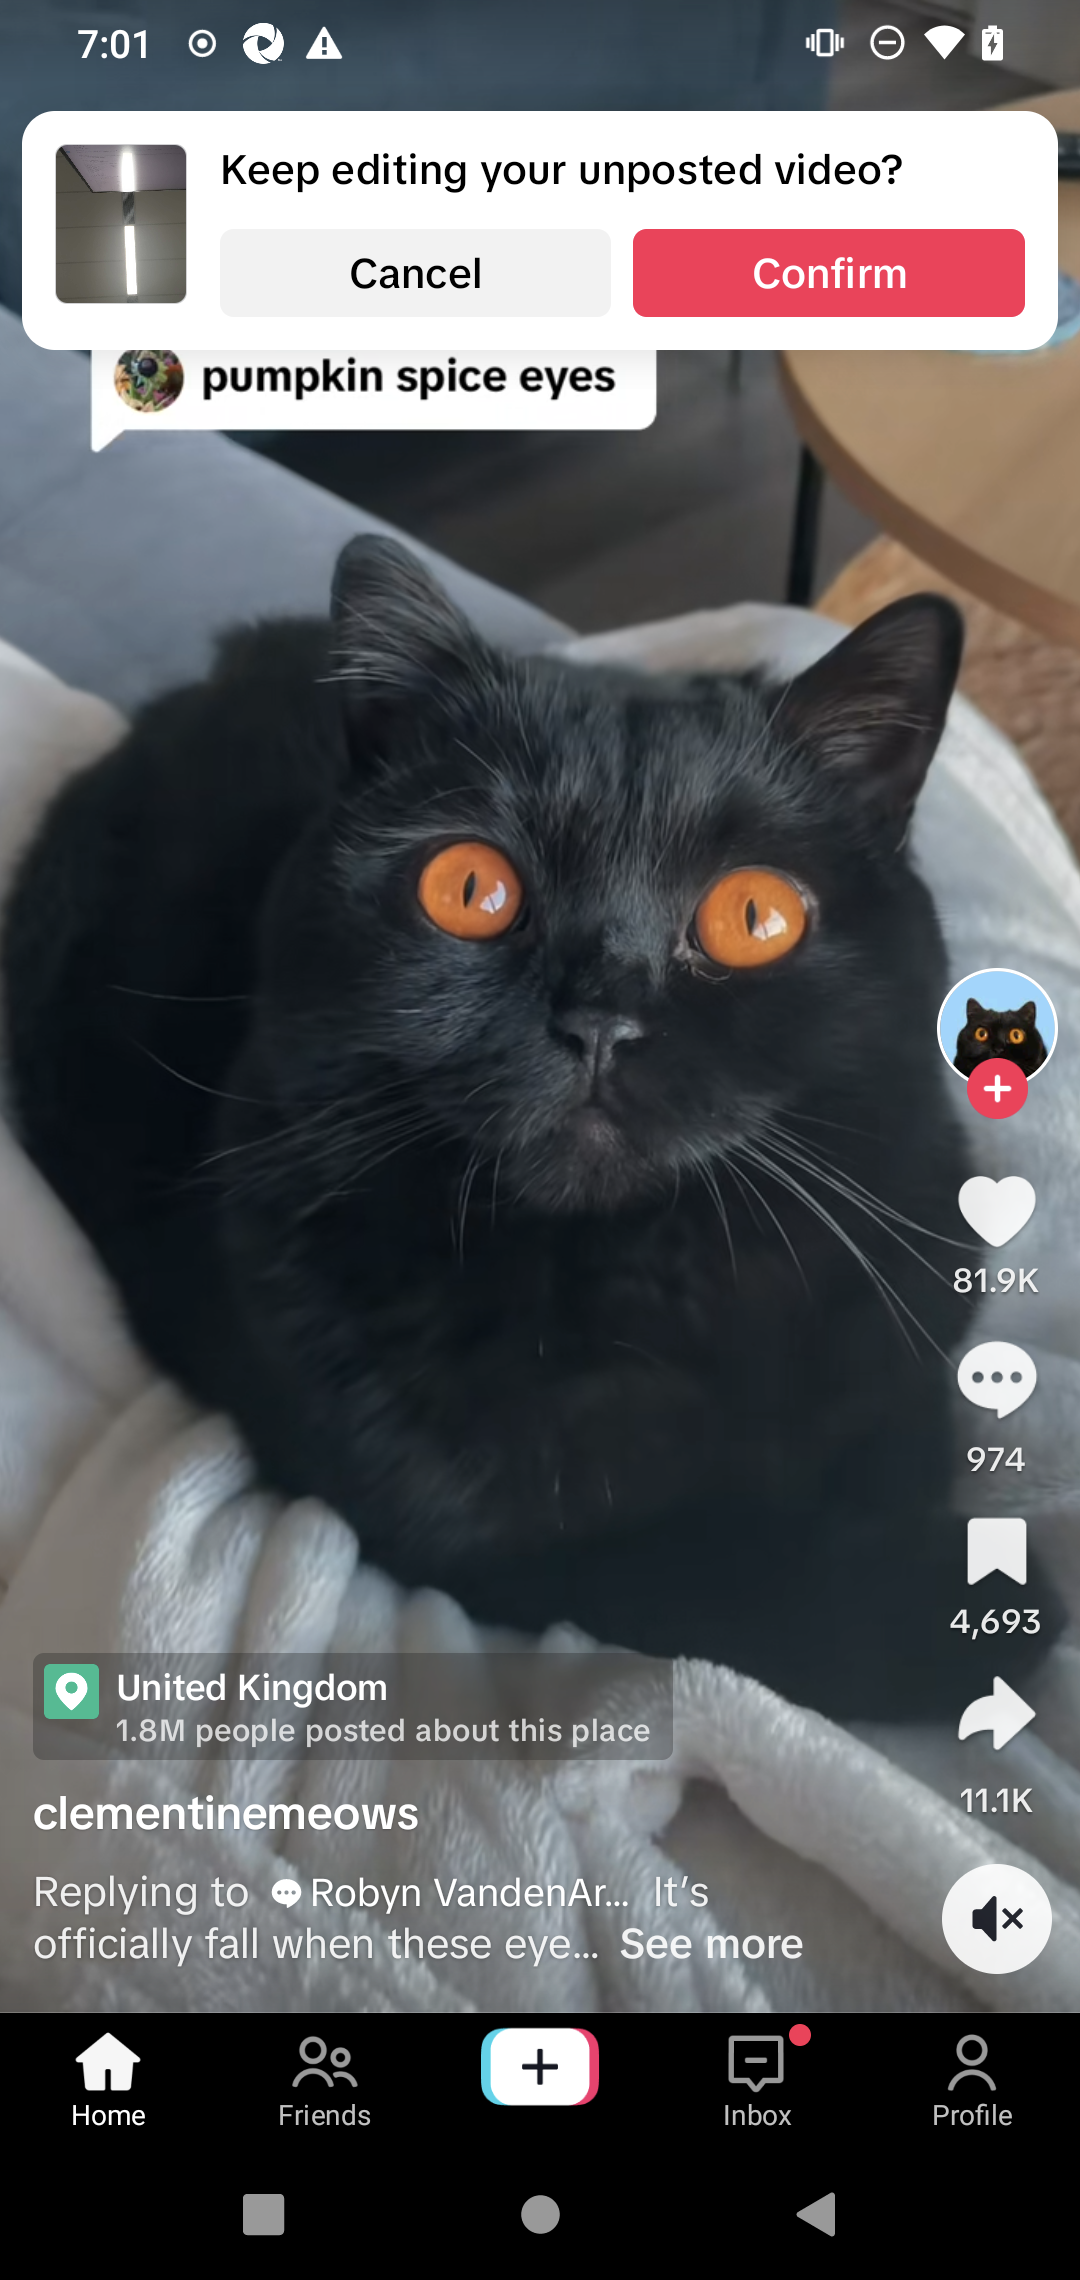 7:01
Keep editing your unposted video?
Cancel
Confirm
pumpkin spice eyes
81.9K
974
4,693
11.1K
United Kingdom
1.8M people posted about this place
clementinemeows
Replying to Robyn VandenAr... It’s
officially fall when these eye... See more
Home
Friends
Inbox
Profile